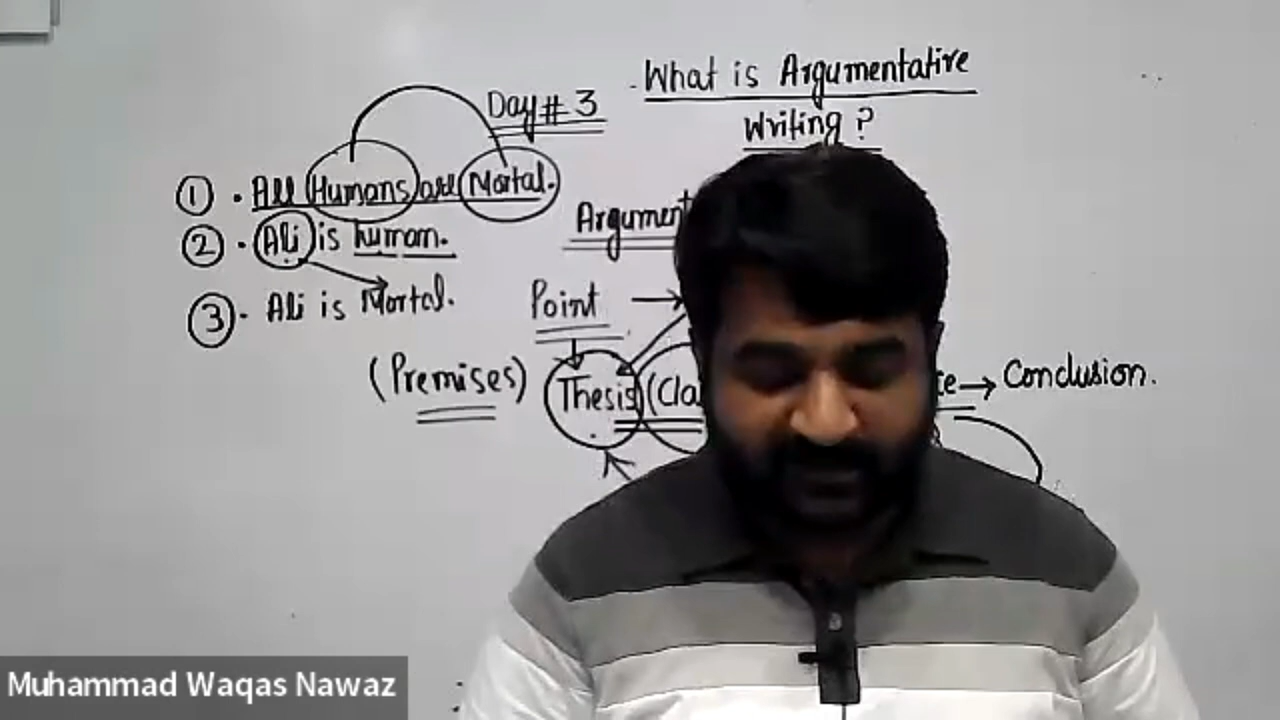 Day # 3
What is Argumentative
Writing ?
① · All Humans are Mortal.
② · Ali is human.
③ · Ali is Mortal.
Point →
(Premises)
Thesis
→ Conclusion.
Muhammad Waqas Nawaz